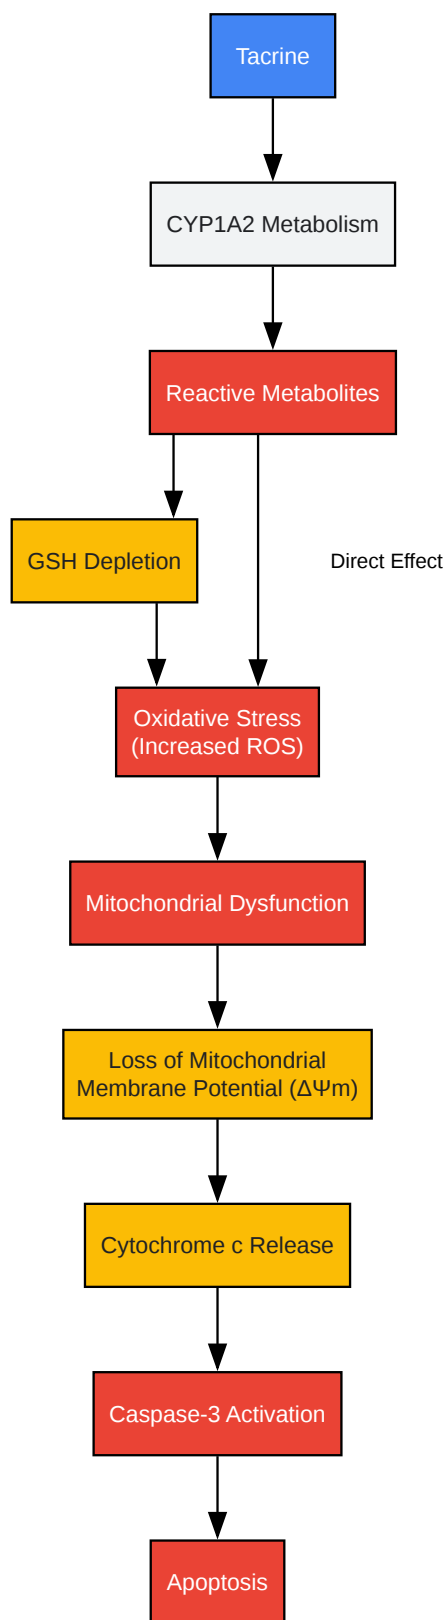 Tacrine
CYP1A2 Metabolism
Reactive Metabolites
GSH Depletion
Direct Effect
Oxidative Stress
(Increased ROS)
Mitochondrial Dysfunction
Loss of Mitochondrial
Membrane Potential (ΔΨm)
Cytochrome c Release
Caspase-3 Activation
Apoptosis